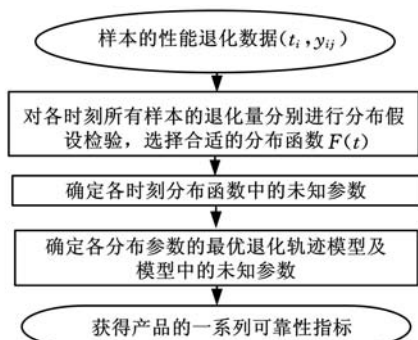 样本的性能退化数据(tᵢ,yᵢⱼ)
对各时刻所有样本的退化量分别进行分布假
设检验，选择合适的分布函数F(t)
确定各时刻分布函数中的未知参数
确定各分布参数的最优退化轨迹模型及
模型中的未知参数
获得产品的一系列可靠性指标